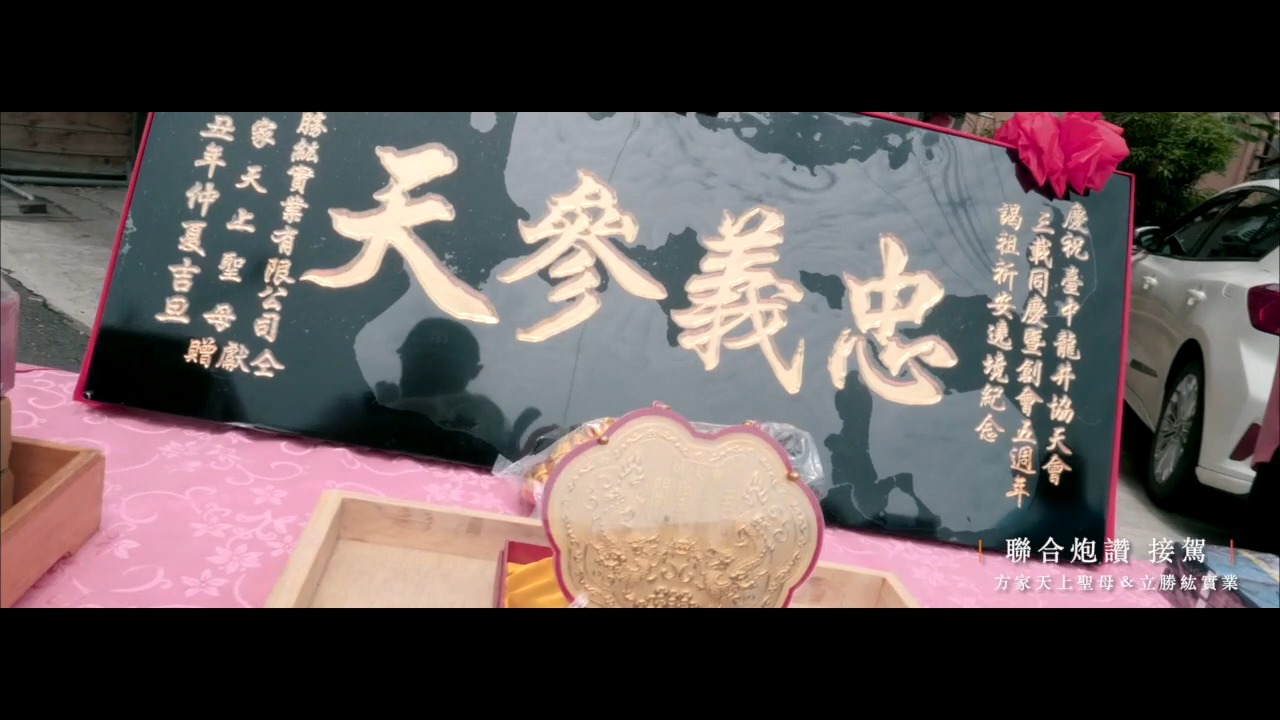 慶祝臺中龍井協天會
三載同慶暨創會五週年
謁祖祈安遶境紀念
忠義參天
勝紘實業有限公司仝
家天上聖母獻
丑年仲夏吉旦
贈
聯合炮讚 接駕
方家天上聖母&立勝紘實業